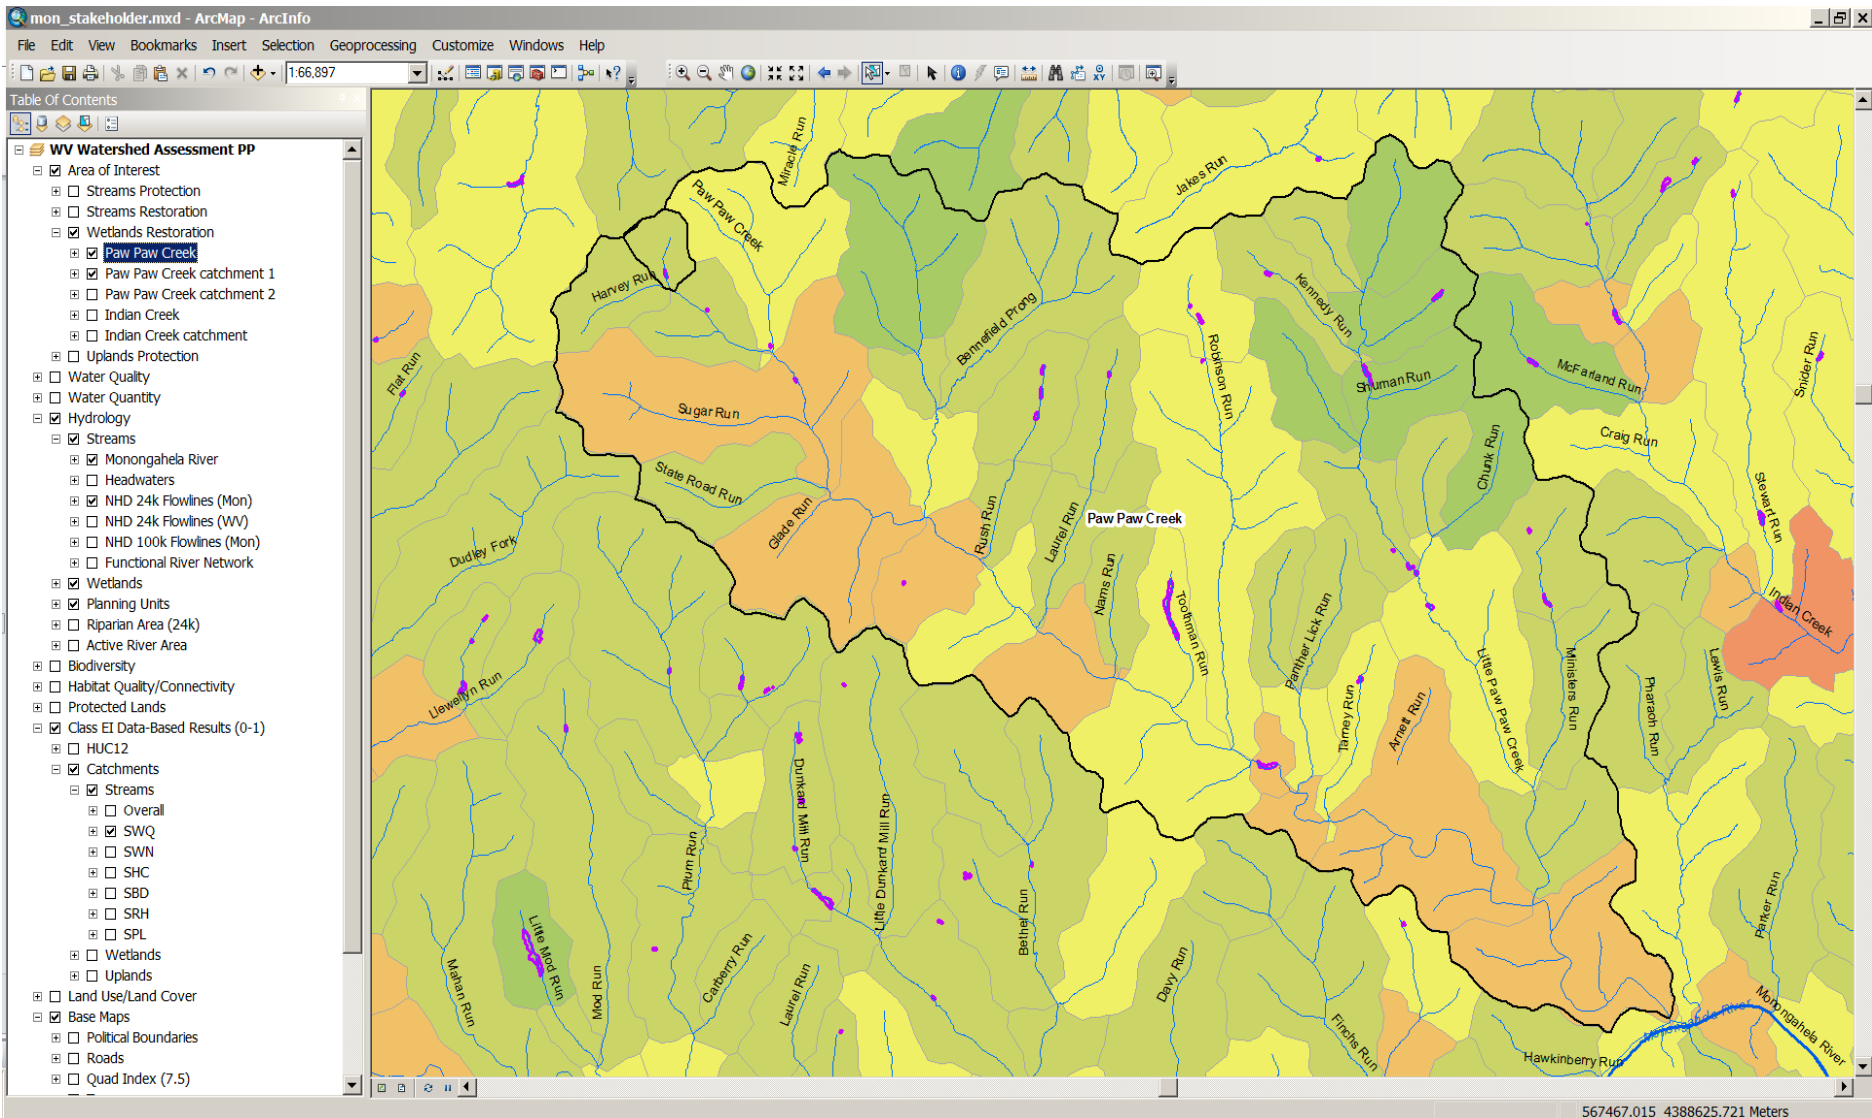 mon_stakeholder.mxd - ArcMap - ArcInfo
File Edit View Bookmarks Insert Selection Geoprocessing Customize Windows Help
1:66,897
Table Of Contents
WV Watershed Assessment PP
Area of Interest
Streams Protection
Streams Restoration
Wetlands Restoration
Paw Paw Creek
Paw Paw Creek catchment 1
Paw Paw Creek catchment 2
Indian Creek
Indian Creek catchment
Uplands Protection
Water Quality
Water Quantity
Hydrology
Streams
Monongahela River
Headwaters
NHD 24k Flowlines (Mon)
NHD 24k Flowlines (WV)
NHD 100k Flowlines (Mon)
Functional River Network
Wetlands
Planning Units
Riparian Area (24k)
Active River Area
Biodiversity
Habitat Quality/Connectivity
Protected Lands
Class EI Data-Based Results (0-1)
HUC12
Catchments
Streams
Overall
SWQ
SWN
SHC
SBD
SRH
SPL
Wetlands
Uplands
Land Use/Land Cover
Base Maps
Political Boundaries
Roads
Quad Index (7.5)
Miracle Run
Paw Paw Creek
Jakes Run
Harvey Run
Kennedy Run
Bennefield Prong
Robinson Run
Flat Run
Snider Run
McFarland Run
Shuman Run
Sugar Run
Craig Run
Chunk Run
State Road Run
Stewart Run
Glade Run
Rush Run
Laurel Run
Paw Paw Creek
Dudley Fork
Nams Run
Toothman Run
Panther Lick Run
Indian Creek
Llewellyn Run
Little Paw Paw Creek
Ministers Run
Pharaoh Run
Lewis Run
Tarney Run
Arnett Run
Dunkard Mill Run
Little Dunkard Mill Run
Plum Run
Parker Run
Bethel Run
Little Mod Run
Mahan Run
Mod Run
Carberry Run
Laurel Run
Davy Run
Finchs Run
Monongahela River
Monongahela River
Hawkinberry Run
567467.015 4388625.721 Meters